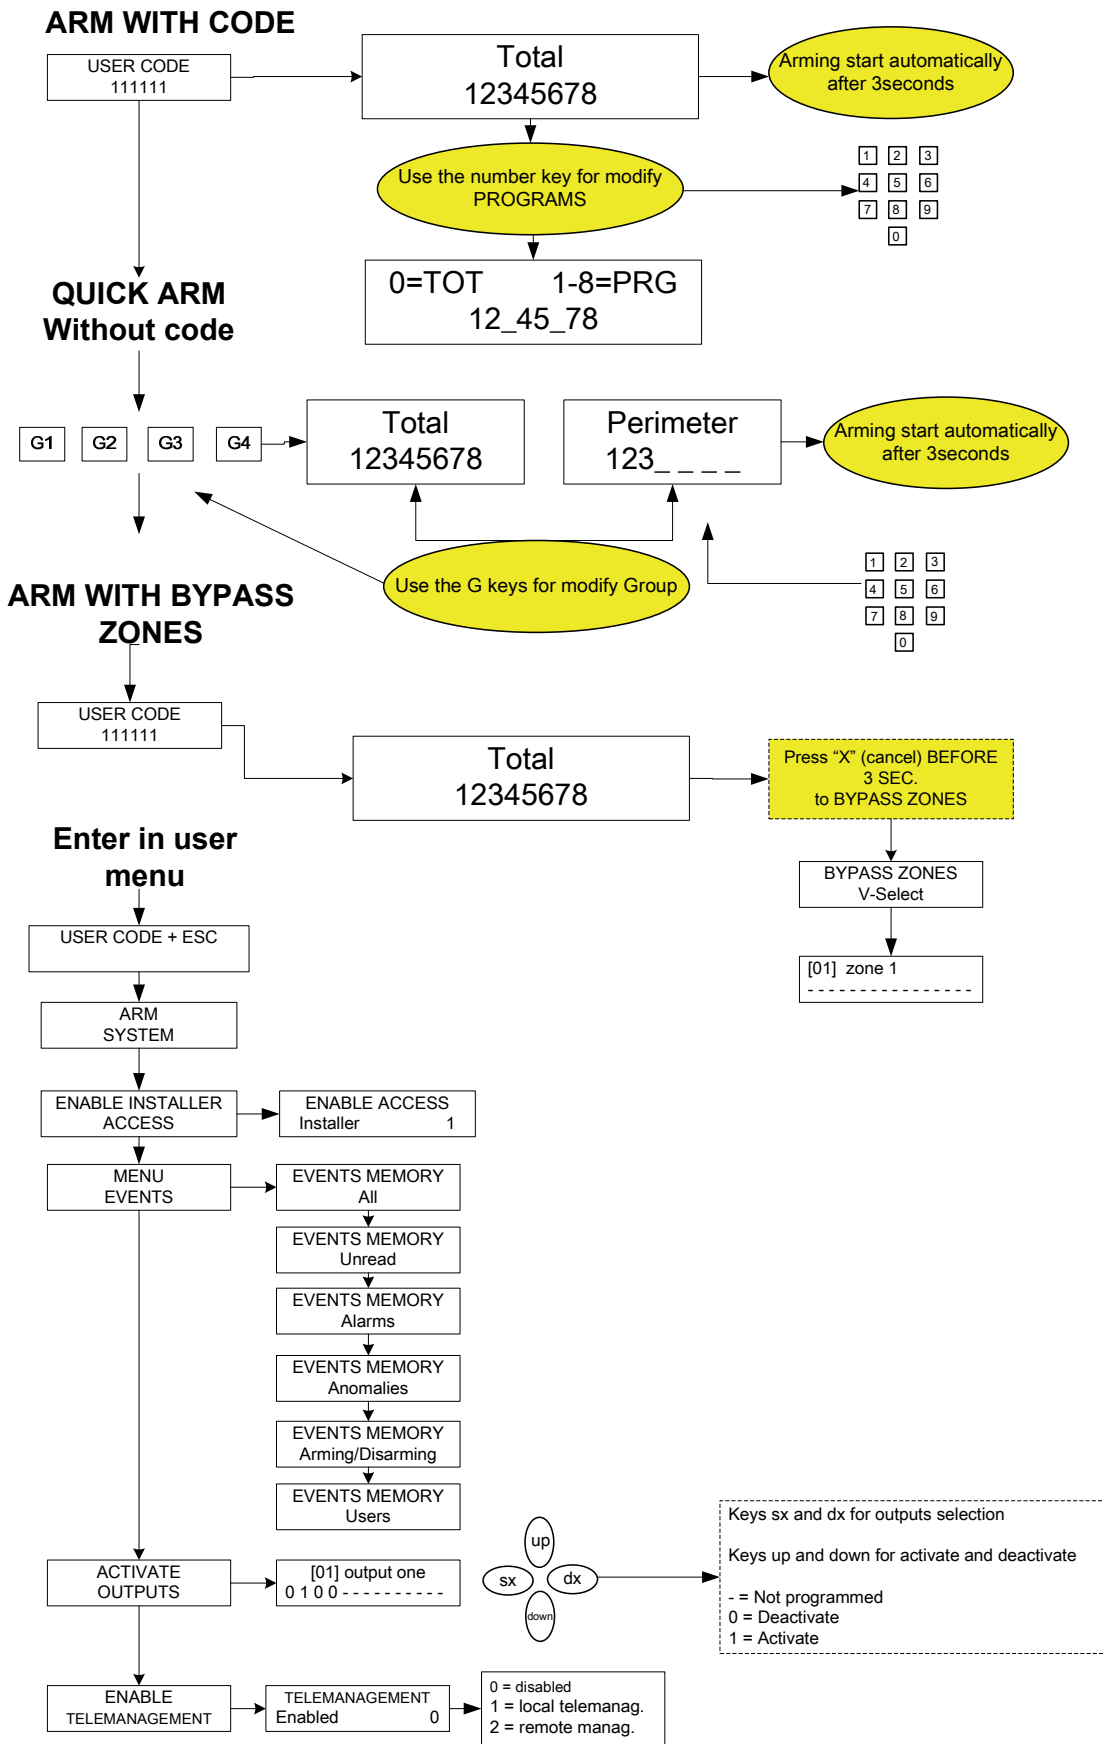 ARM WITH CODE
USER CODE
111111
Total
12345678
Arming start automatically
after 3seconds
Use the number key for modify
PROGRAMS
1 2 3
4 5 6
7 8 9
0
0=TOT 1-8=PRG
12_45_78
QUICK ARM
Without code
G1 G2 G3 G4
Total
12345678
Perimeter
123_ _ _ _
Arming start automatically
after 3seconds
Use the G keys for modify Group
1 2 3
4 5 6
7 8 9
0
ARM WITH BYPASS
ZONES
USER CODE
111111
Total
12345678
Press “X” (cancel) BEFORE
3 SEC.
to BYPASS ZONES
BYPASS ZONES
V-Select
[01] zone 1
- - - - - - - - - - - - - - - -
Enter in user
menu
USER CODE + ESC
ARM
SYSTEM
ENABLE INSTALLER
ACCESS
ENABLE ACCESS
Installer 1
MENU
EVENTS
EVENTS MEMORY
All
EVENTS MEMORY
Unread
EVENTS MEMORY
Alarms
EVENTS MEMORY
Anomalies
EVENTS MEMORY
Arming/Disarming
EVENTS MEMORY
Users
ACTIVATE
OUTPUTS
[01] output one
0 1 0 0 - - - - - - - - - -
up
sx dx
down
Keys sx and dx for outputs selection
Keys up and down for activate and deactivate
- = Not programmed
0 = Deactivate
1 = Activate
ENABLE
TELEMANAGEMENT
TELEMANAGEMENT
Enabled 0
0 = disabled
1 = local telemanag.
2 = remote manag.